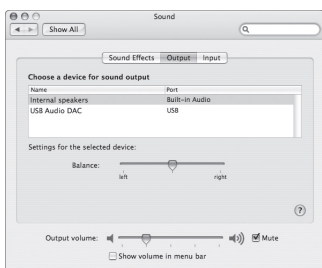 Sound
Show All
Sound Effects Output Input
Choose a device for sound output
Name Port
Internal speakers Built-in Audio
USB Audio DAC USB
Settings for the selected device:
Balance:
left right
?
Output volume: Mute
Show volume in menu bar